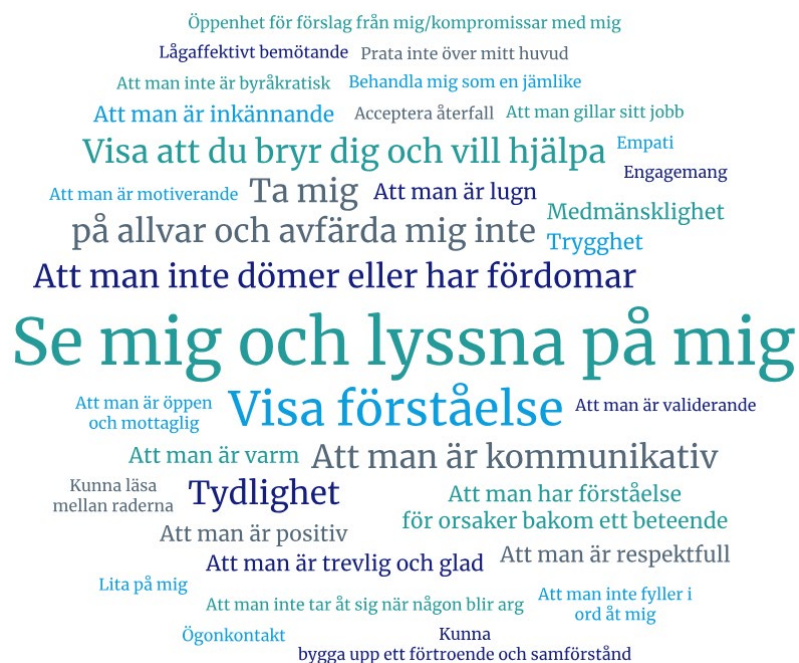 Öppenhet för förslag från mig/kompromissar med mig
Lågaffektivt bemötande Prata inte över mitt huvud
Att man inte är byråkratisk Behandla mig som en jämlike
Att man är inkännande Acceptera återfall Att man gillar sitt jobb
Visa att du bryr dig och vill hjälpa Empati
Engagemang
Att man är motiverande Ta mig Att man är lugn
på allvar och avfärda mig inte Medmänsklighet
Trygghet
Att man inte dömer eller har fördomar
Se mig och lyssna på mig
Att man är öppen
och mottaglig
Visa förståelse Att man är validerande
Att man är varm Att man är kommunikativ
Kunna läsa
mellan raderna
Tydlighet
Att man har förståelse
för orsaker bakom ett beteende
Att man är positiv
Att man är trevlig och glad Att man är respektfull
Lita på mig
Att man inte tar åt sig när någon blir arg
Att man inte fyller i
ord åt mig
Ögonkontakt
Kunna
bygga upp ett förtroende och samförstånd